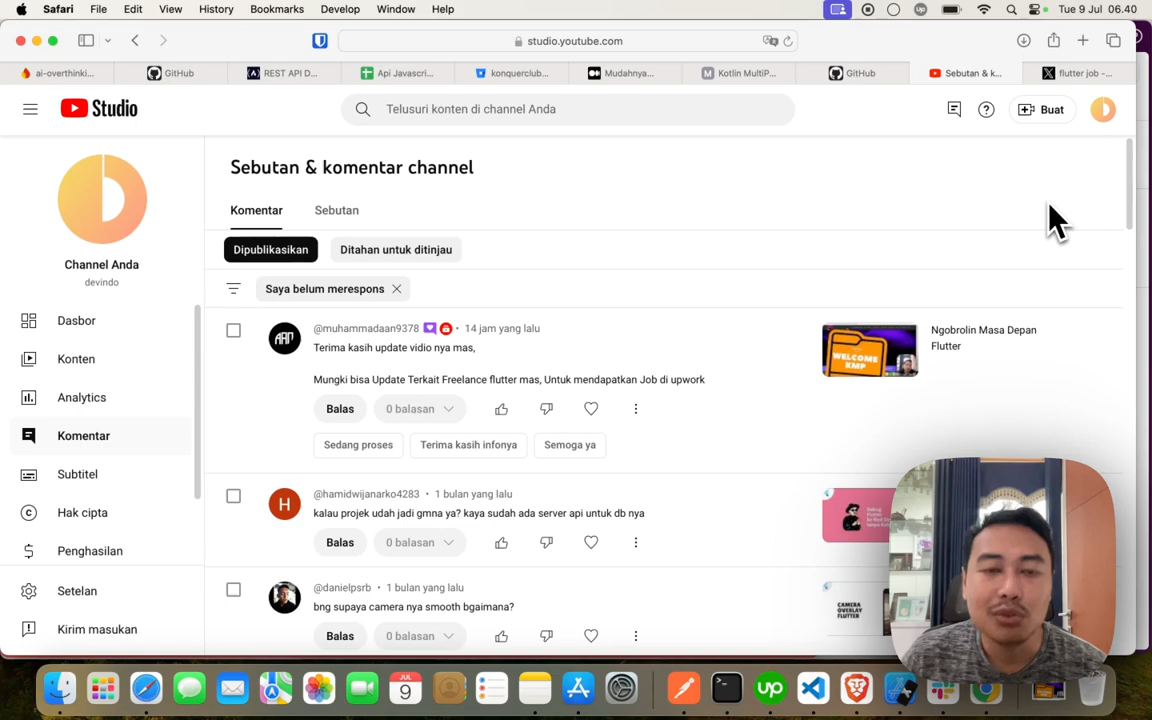 Safari File Edit View History Bookmarks Develop Window Help
Tue 9 Jul 06.40
studio.youtube.com
ai-overthinki...
GitHub
REST API D...
Api Javascri...
konquerclub...
Mudahnya...
Kotlin MultiP...
GitHub
Sebutan & k...
flutter job -...
Studio
Telusuri konten di channel Anda
Buat
Channel Anda
devindo
Dasbor
Konten
Analytics
Komentar
Subtitel
Hak cipta
Penghasilan
Setelan
Kirim masukan
Sebutan & komentar channel
Komentar
Sebutan
Dipublikasikan
Ditahan untuk ditinjau
Saya belum merespons
@muhammadaan9378 • 14 jam yang lalu
Terima kasih update vidio nya mas,
Mungki bisa Update Terkait Freelance flutter mas, Untuk mendapatkan Job di upwork
Balas
0 balasan
Sedang proses
Terima kasih infonya
Semoga ya
WELCOME
KMP
Ngobrolin Masa Depan
Flutter
H
@hamidwijanarko4283 • 1 bulan yang lalu
kalau projek udah jadi gmna ya? kaya sudah ada server api untuk db nya
Balas
0 balasan
@danielpsrb • 1 bulan yang lalu
bng supaya camera nya smooth bgaimana?
Balas
0 balasan
CAMERA
OVERLAY
FLUTTER
JUL
9
up